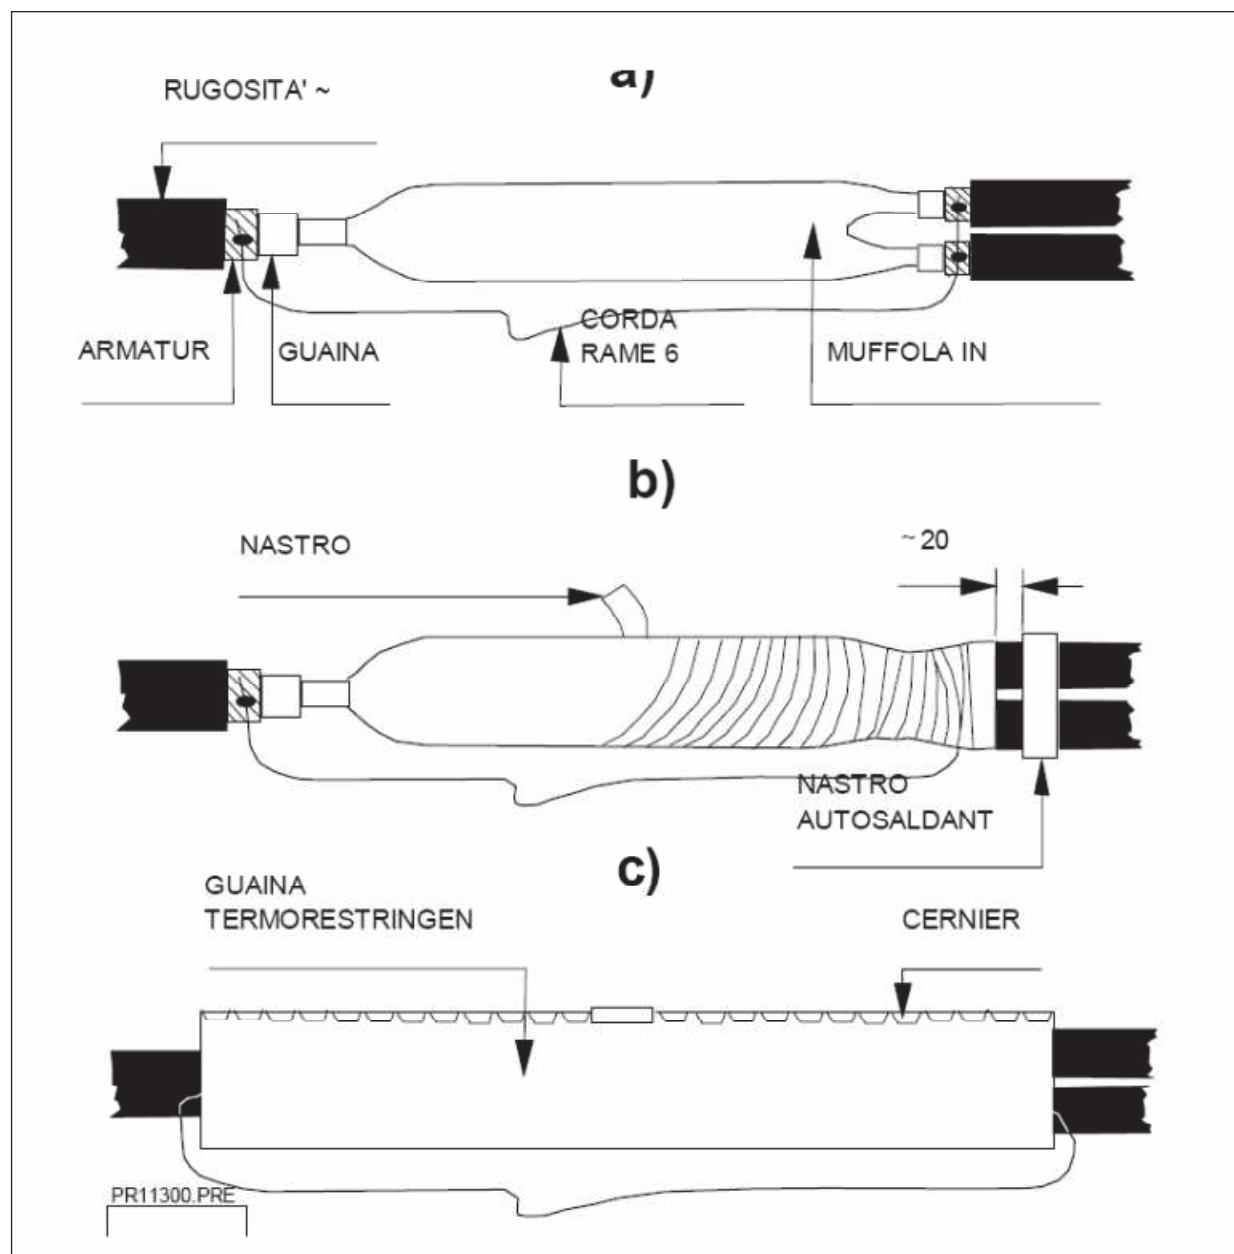 a)
RUGOSITA' ~
ARMATUR
GUAINA
CORDA
RAME 6
MUFFOLA IN
b)
NASTRO
~ 20
NASTRO
AUTOSALDANT
c)
GUAINA
TERMORESTRINGEN
CERNIER
PR11300.PRE